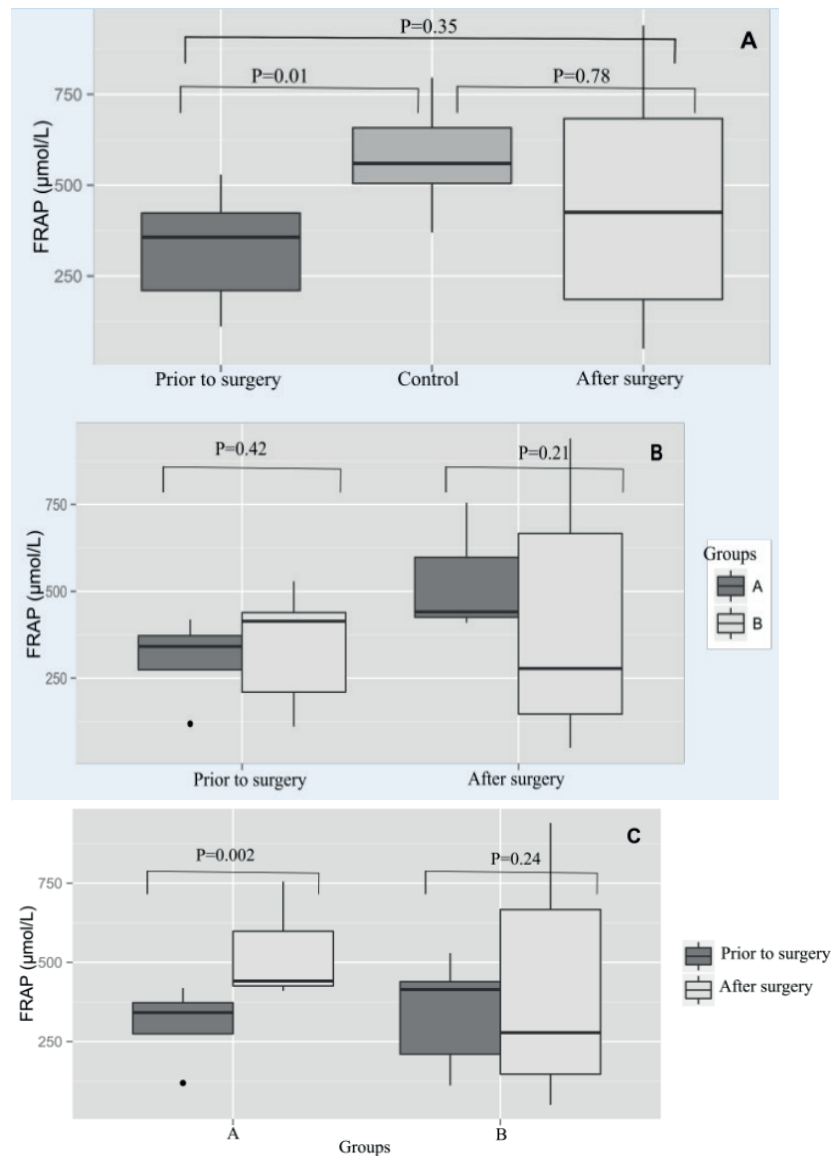 P=0.35
A
P=0.01
P=0.78
FRAP (µmol/L)
750
500
250
Prior to surgery
Control
After surgery
P=0.42
P=0.21
B
FRAP (µmol/L)
750
500
250
Prior to surgery
After surgery
Groups
A
B
C
P=0.002
P=0.24
FRAP (µmol/L)
750
500
250
A
B
Groups
Prior to surgery
After surgery